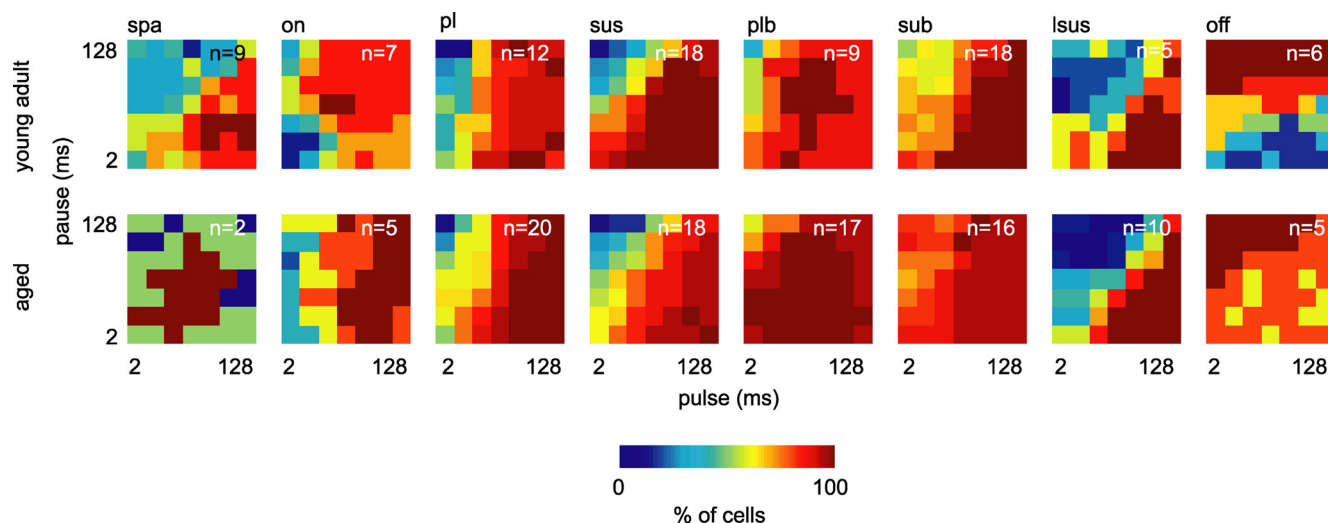 spa on pl sus plb sub lsus off
young adult
pause (ms)
128 n=9 n=7 n=12 n=18 n=9 n=18 n=5 n=6
2
aged
128 n=2 n=5 n=20 n=18 n=17 n=16 n=10 n=5
2
2 128 2 128 2 128 2 128 2 128 2 128 2 128 2 128
pulse (ms)
0 100
% of cells